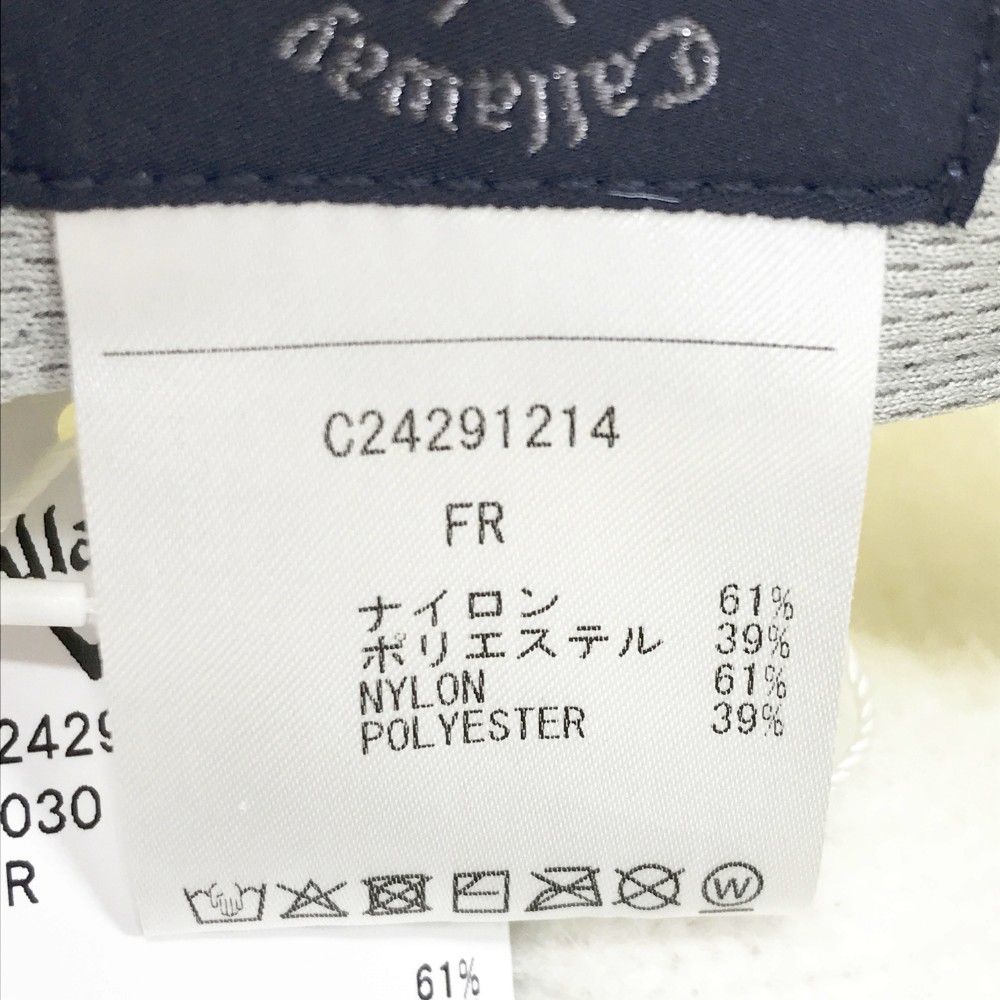 Callaway
C24291214
FR
ナイロン 61%
ポリエステル 39%
NYLON 61%
POLYESTER 39%
W
alla
2429
030
R
61%